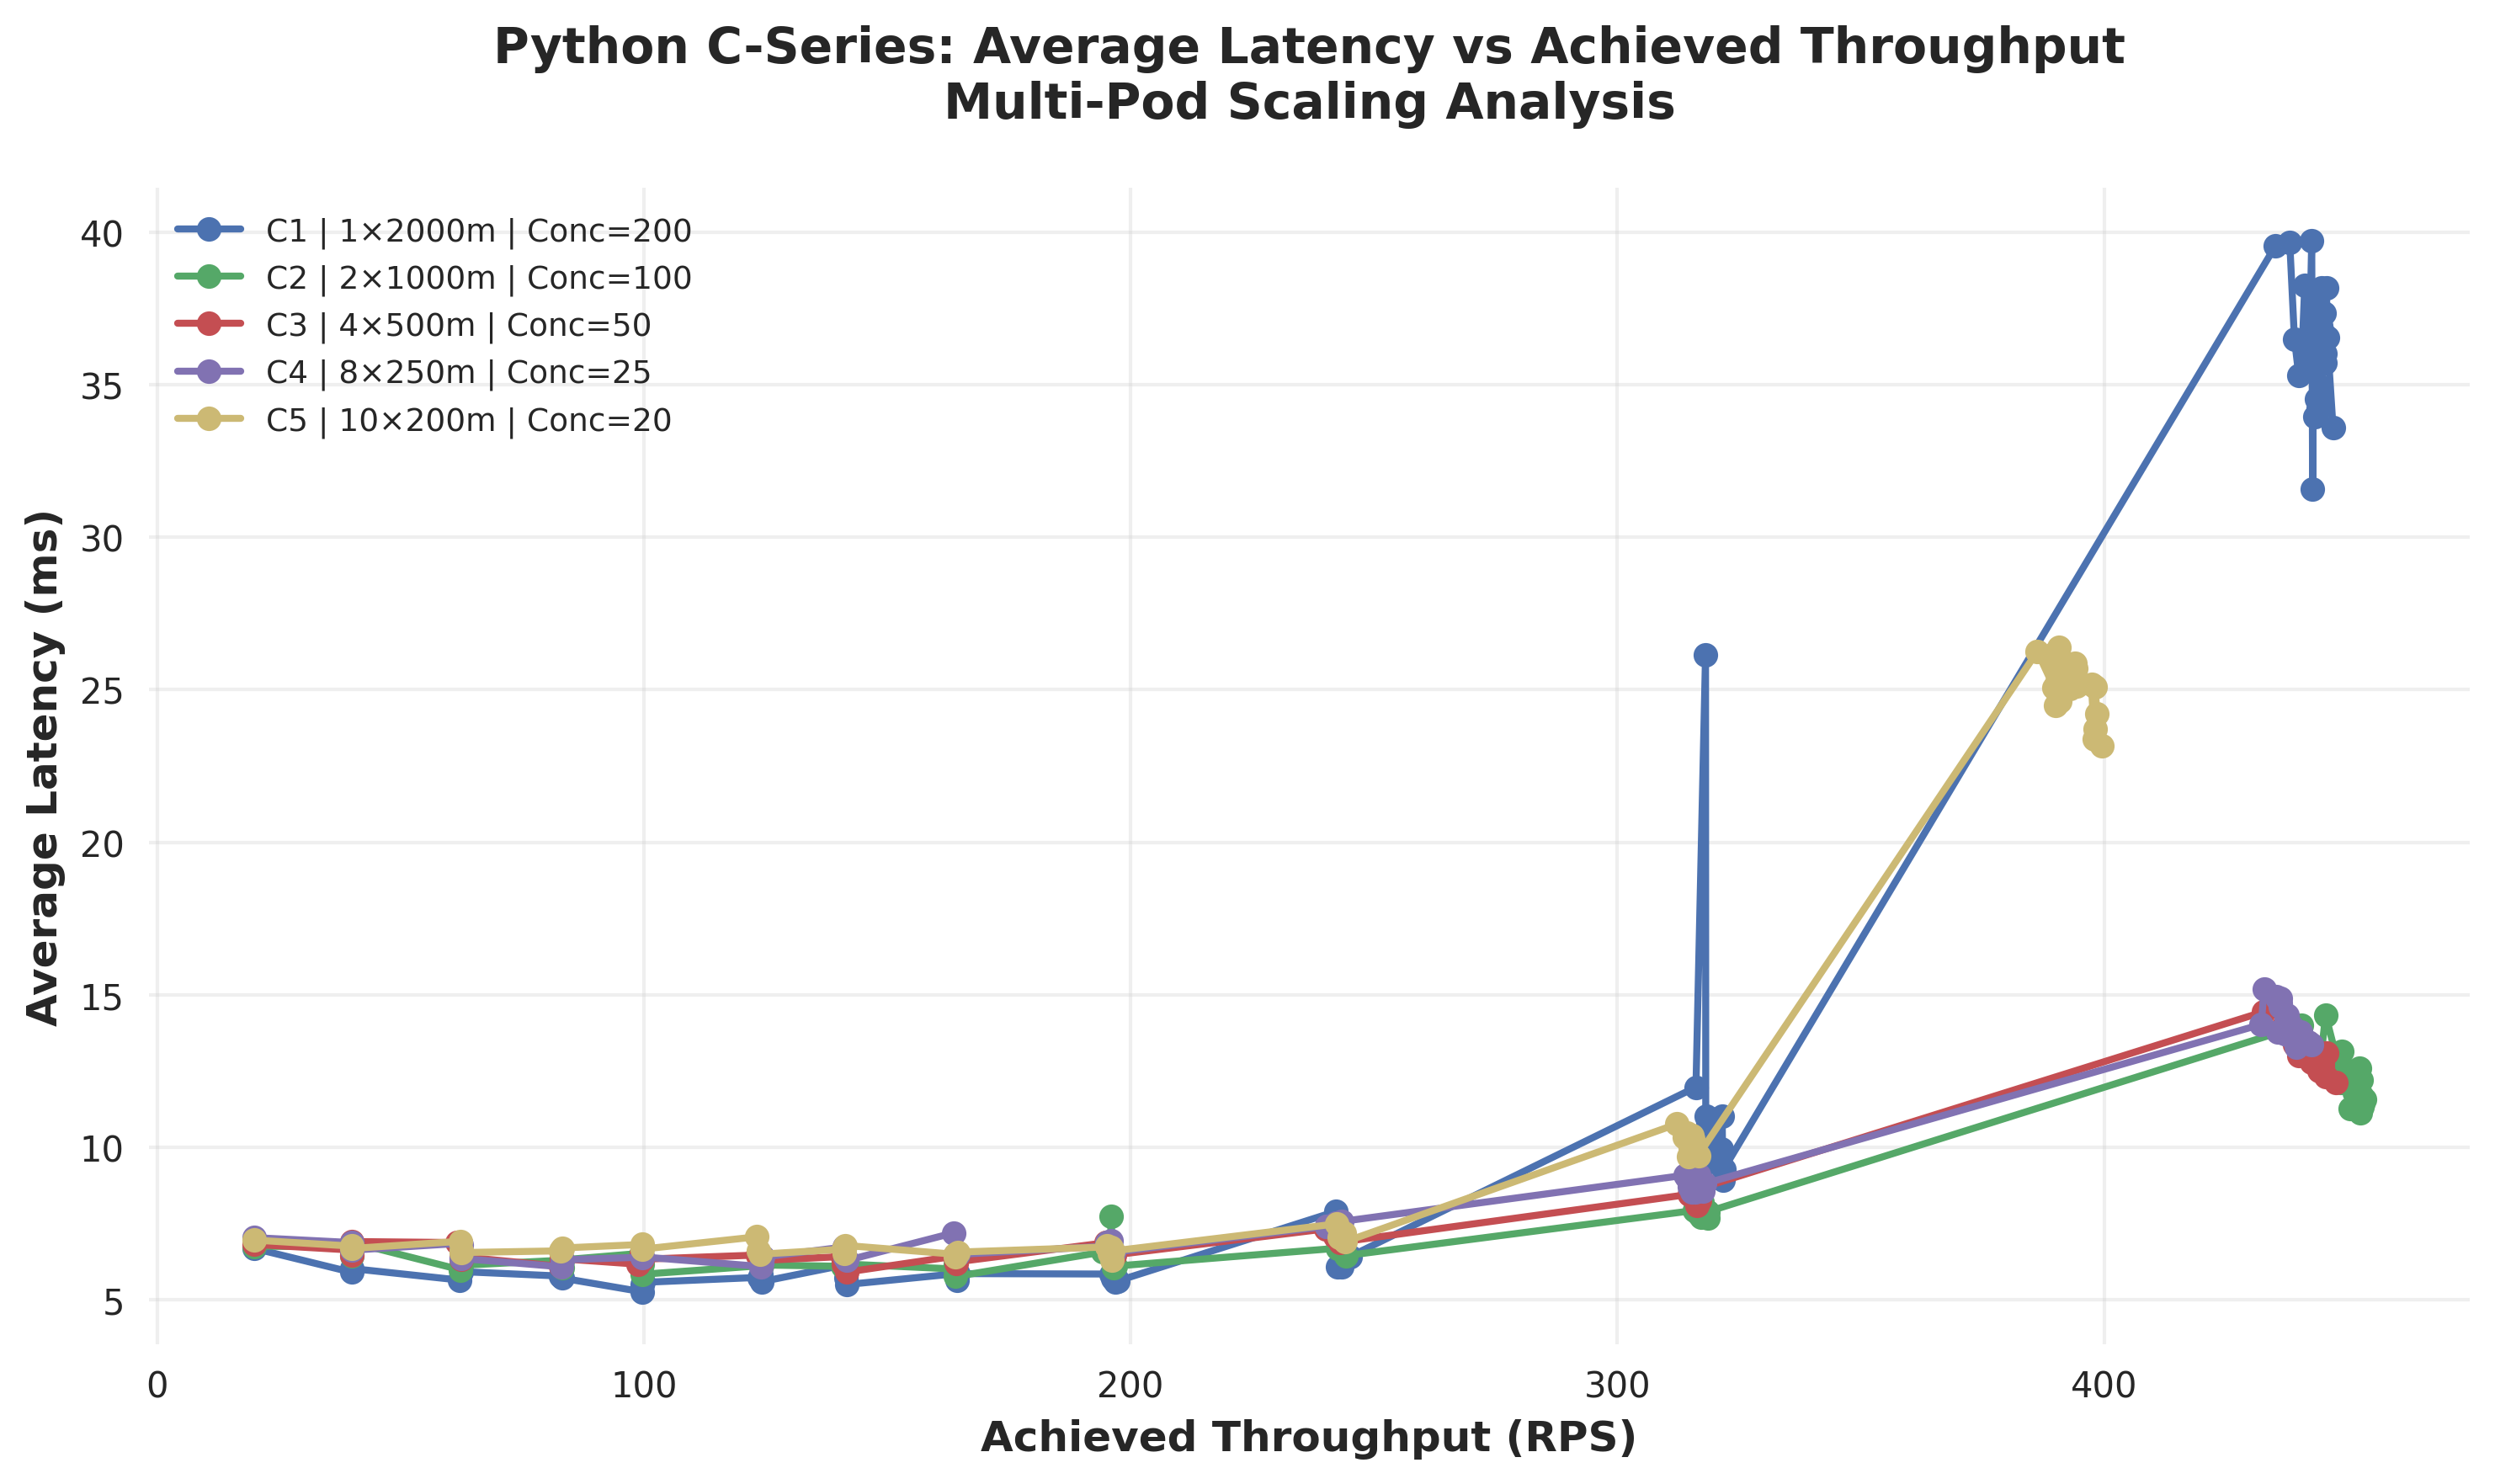 Python C-Series: Average Latency vs Achieved Throughput
Multi-Pod Scaling Analysis
C1 | 1×2000m | Conc=200
C2 | 2×1000m | Conc=100
C3 | 4×500m | Conc=50
C4 | 8×250m | Conc=25
C5 | 10×200m | Conc=20
Average Latency (ms)
40
35
30
25
20
15
10
5
0 100 200 300 400
Achieved Throughput (RPS)